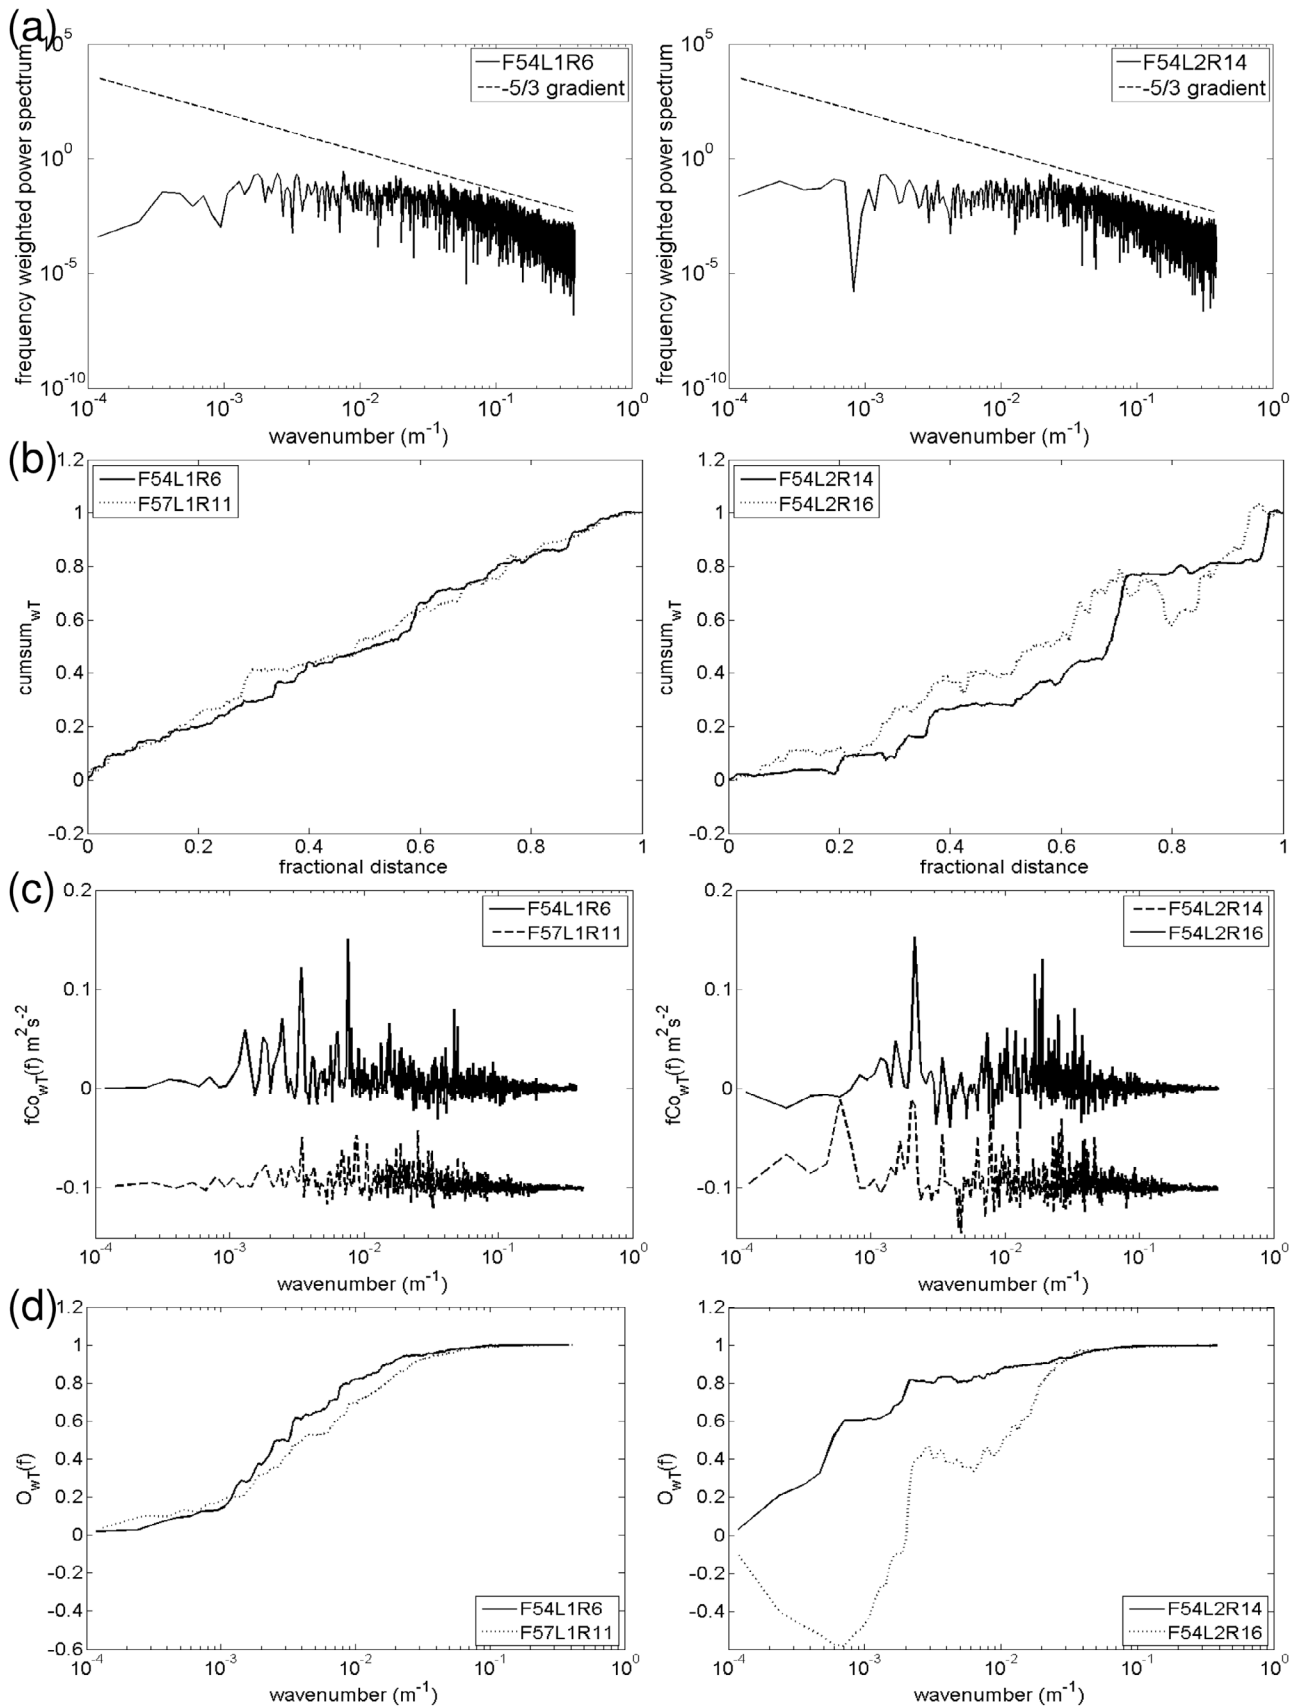 (a)
frequency weighted power spectrum
10^5
10^0
10^-5
10^-10
F54L1R6
-5/3 gradient
10^-4 10^-3 10^-2 10^-1 10^0
wavenumber (m^-1)
frequency weighted power spectrum
10^5
10^0
10^-5
10^-10
F54L2R14
-5/3 gradient
10^-4 10^-3 10^-2 10^-1 10^0
wavenumber (m^-1)
(b)
cumsum_wT
1.2
1
0.8
0.6
0.4
0.2
0
-0.2
F54L1R6
F57L1R11
0 0.2 0.4 0.6 0.8 1
fractional distance
cumsum_wT
1.2
1
0.8
0.6
0.4
0.2
0
-0.2
F54L2R14
F54L2R16
0 0.2 0.4 0.6 0.8 1
fractional distance
(c)
fCo_wT(f) m^2s^-2
0.2
0.1
0
-0.1
F54L1R6
F57L1R11
10^-4 10^-3 10^-2 10^-1 10^0
wavenumber (m^-1)
fCo_wT(f) m^2s^-2
0.2
0.1
0
-0.1
F54L2R14
F54L2R16
10^-4 10^-3 10^-2 10^-1 10^0
wavenumber (m^-1)
(d)
O_wT(f)
1.2
1
0.8
0.6
0.4
0.2
0
-0.2
-0.4
-0.6
F54L1R6
F57L1R11
10^-4 10^-3 10^-2 10^-1 10^0
wavenumber (m^-1)
O_wT(f)
1.2
1
0.8
0.6
0.4
0.2
0
-0.2
-0.4
-0.6
F54L2R14
F54L2R16
10^-4 10^-3 10^-2 10^-1 10^0
wavenumber (m^-1)